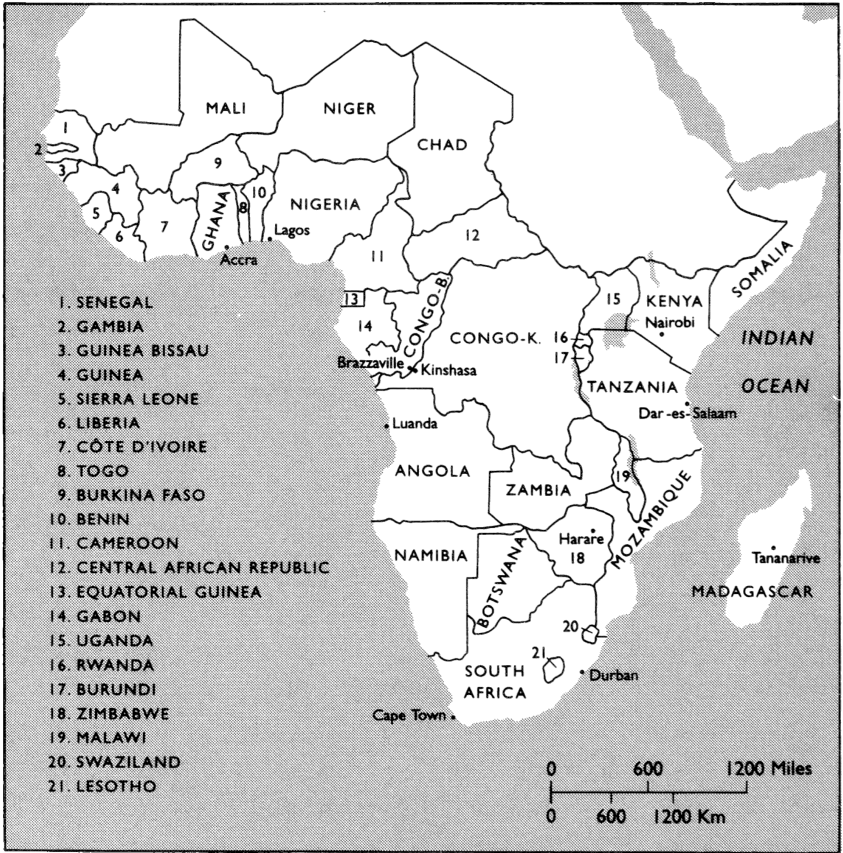 MALI
NIGER
CHAD
1
2
3
4
5
6
7
8
9
10
GHANA
NIGERIA
Lagos
Accra
11
12
13
14
CONGO-B.
CONGO-K.
15
KENYA
Nairobi
SOMALIA
16
17
Brazzaville
Kinshasa
TANZANIA
Dar-es-Salaam
INDIAN
OCEAN
Luanda
ANGOLA
ZAMBIA
19
MOZAMBIQUE
NAMIBIA
BOTSWANA
Harare
18
Tananarive
MADAGASCAR
20
21
SOUTH
AFRICA
Durban
Cape Town
1. SENEGAL
2. GAMBIA
3. GUINEA BISSAU
4. GUINEA
5. SIERRA LEONE
6. LIBERIA
7. CÔTE D'IVOIRE
8. TOGO
9. BURKINA FASO
10. BENIN
11. CAMEROON
12. CENTRAL AFRICAN REPUBLIC
13. EQUATORIAL GUINEA
14. GABON
15. UGANDA
16. RWANDA
17. BURUNDI
18. ZIMBABWE
19. MALAWI
20. SWAZILAND
21. LESOTHO
0 600 1200 Miles
0 600 1200 Km